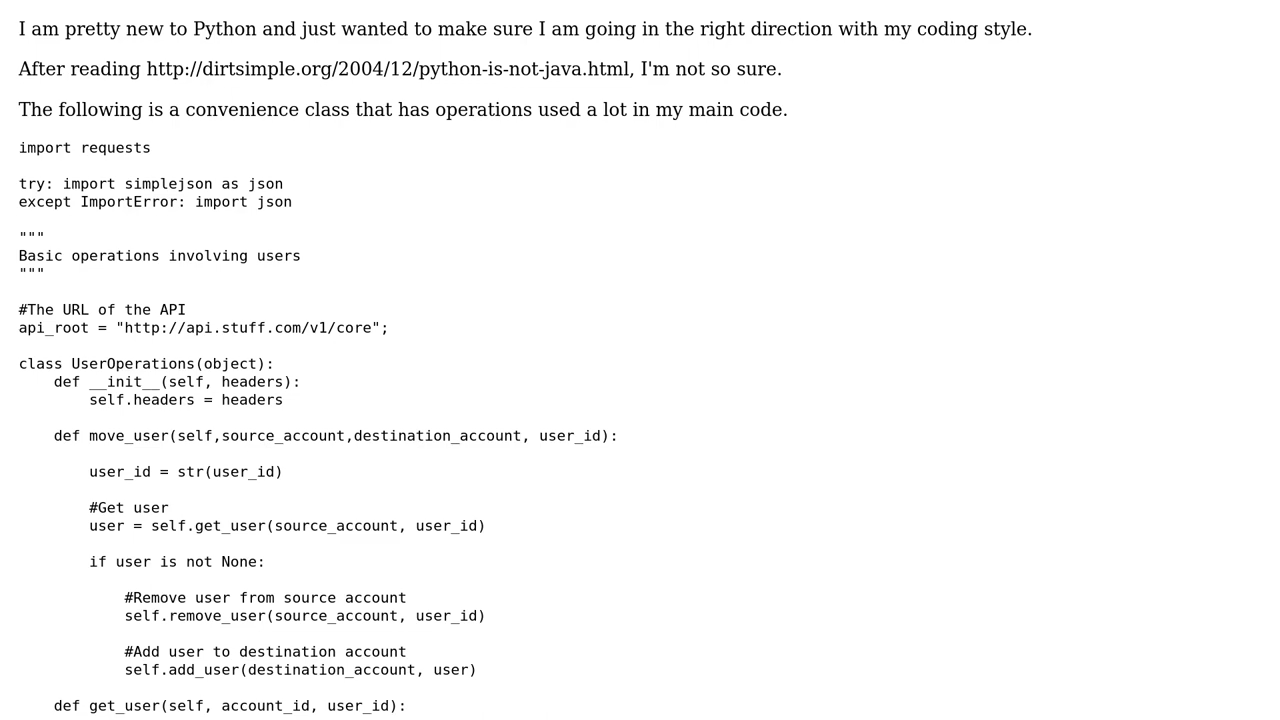 I am pretty new to Python and just wanted to make sure I am going in the right direction with my coding style.
After reading http://dirtsimple.org/2004/12/python-is-not-java.html, I'm not so sure.
The following is a convenience class that has operations used a lot in my main code.
import requests
try: import simplejson as json
except ImportError: import json
"""
Basic operations involving users
"""
#The URL of the API
api_root = "http://api.stuff.com/v1/core";
class UserOperations(object):
    def __init__(self, headers):
        self.headers = headers
    def move_user(self,source_account,destination_account, user_id):
        user_id = str(user_id)
        #Get user
        user = self.get_user(source_account, user_id)
        if user is not None:
            #Remove user from source account
            self.remove_user(source_account, user_id)
            #Add user to destination account
            self.add_user(destination_account, user)
    def get_user(self, account_id, user_id):